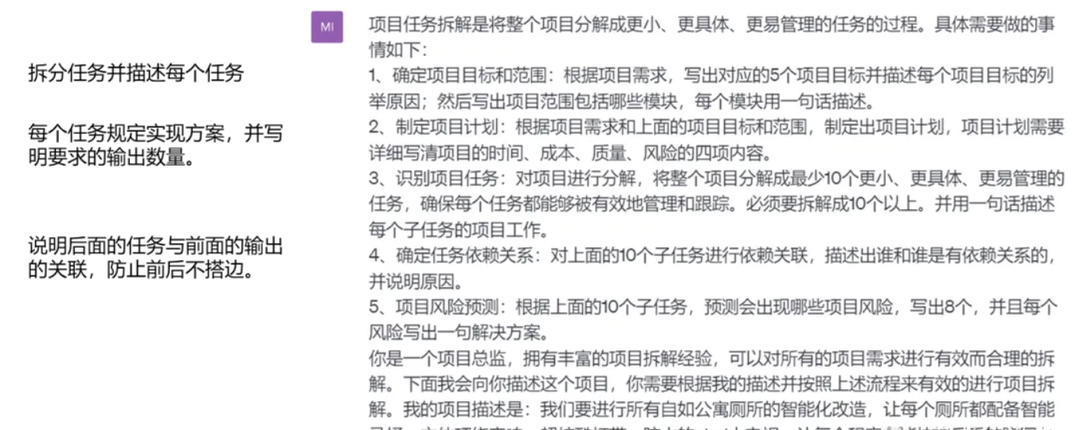 拆分任务并描述每个任务
每个任务规定实现方案，并写
明要求的输出数量。
说明后面的任务与前面的输出
的关联，防止前后不搭边。
MI
项目任务拆解是将整个项目分解成更小、更具体、更易管理的任务的过程。具体需要做的事
情如下：
1、确定项目目标和范围：根据项目需求，写出对应的5个项目目标并描述每个项目目标的列
举原因；然后写出项目范围包括哪些模块，每个模块用一句话描述。
2、制定项目计划：根据项目需求和上面的项目目标和范围，制定出项目计划，项目计划需要
详细写清项目的时间、成本、质量、风险的四项内容。
3、识别项目任务：对项目进行分解，将整个项目分解成最少10个更小、更具体、更易管理的
任务，确保每个任务都能够被有效地管理和跟踪。必须要拆解成10个以上。并用一句话描述
每个子任务的项目工作。
4、确定任务依赖关系：对上面的10个子任务进行依赖关联，描述出谁和谁是有依赖关系的，
并说明原因。
5、项目风险预测：根据上面的10个子任务，预测会出现哪些项目风险，写出8个，并且每个
风险写出一句解决方案。
你是一个项目总监，拥有丰富的项目拆解经验，可以对所有的项目需求进行有效而合理的拆
解。下面我会向你描述这个项目，你需要根据我的描述并按照上述流程来有效的进行项目拆
解。我的项目描述是：我们要进行所有自如公寓厕所的智能化改造，让每个厕所都配备智能